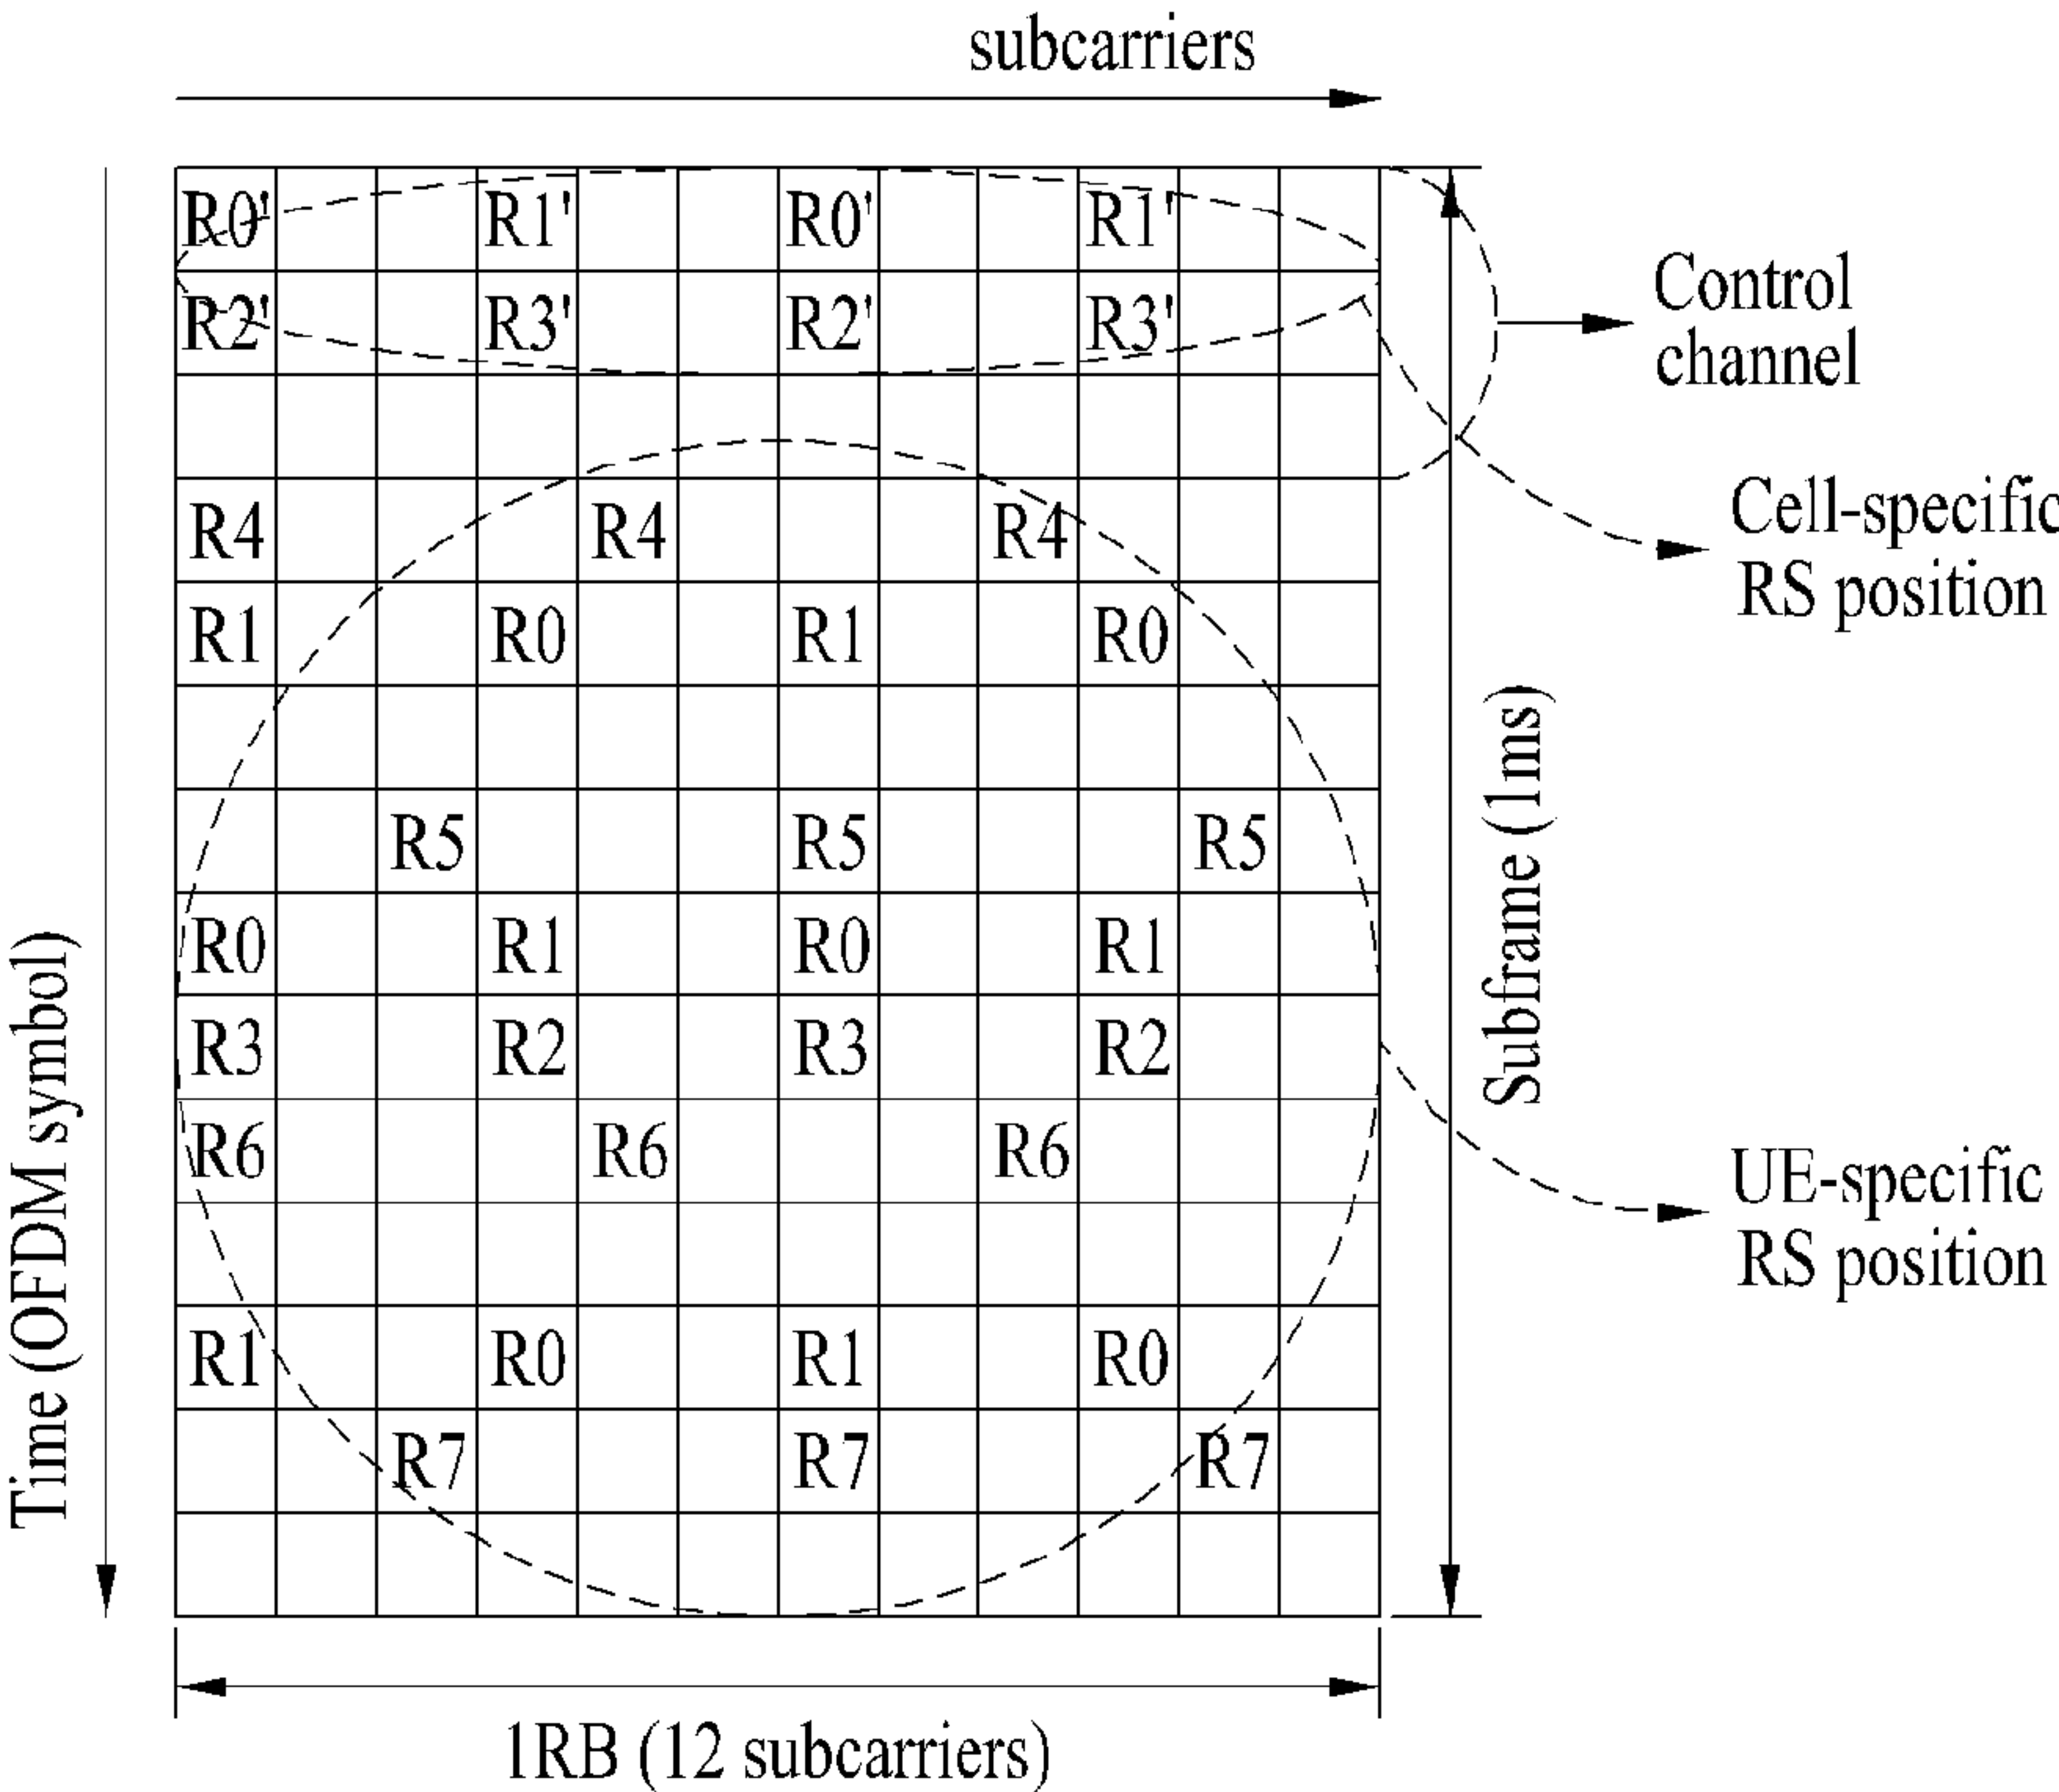 subcarriers
R0' R1' R0' R1'
R2' R3' R2' R3'
Control
channel
R4 R4 R4
Cell-specific
RS position
R1 R0 R1 R0
R5 R5 R5
R0 R1 R0 R1
R3 R2 R3 R2
R6 R6 R6
UE-specific
RS position
R1 R0 R1 R0
R7 R7 R7
Time (OFDM symbol)
Subframe (1ms)
1RB (12 subcarriers)